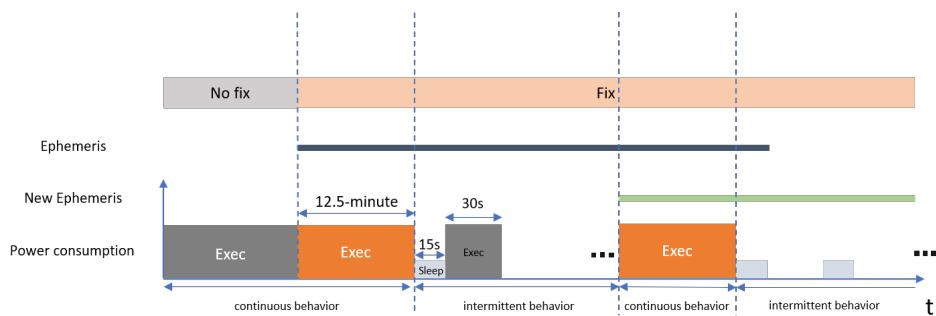 No fix
Fix
Ephemeris
New Ephemeris
12.5-minute
30s
Power consumption
Exec
Exec
15s
Sleep
Exec
...
Exec
...
continuous behavior
intermittent behavior
continuous behavior
intermittent behavior
t